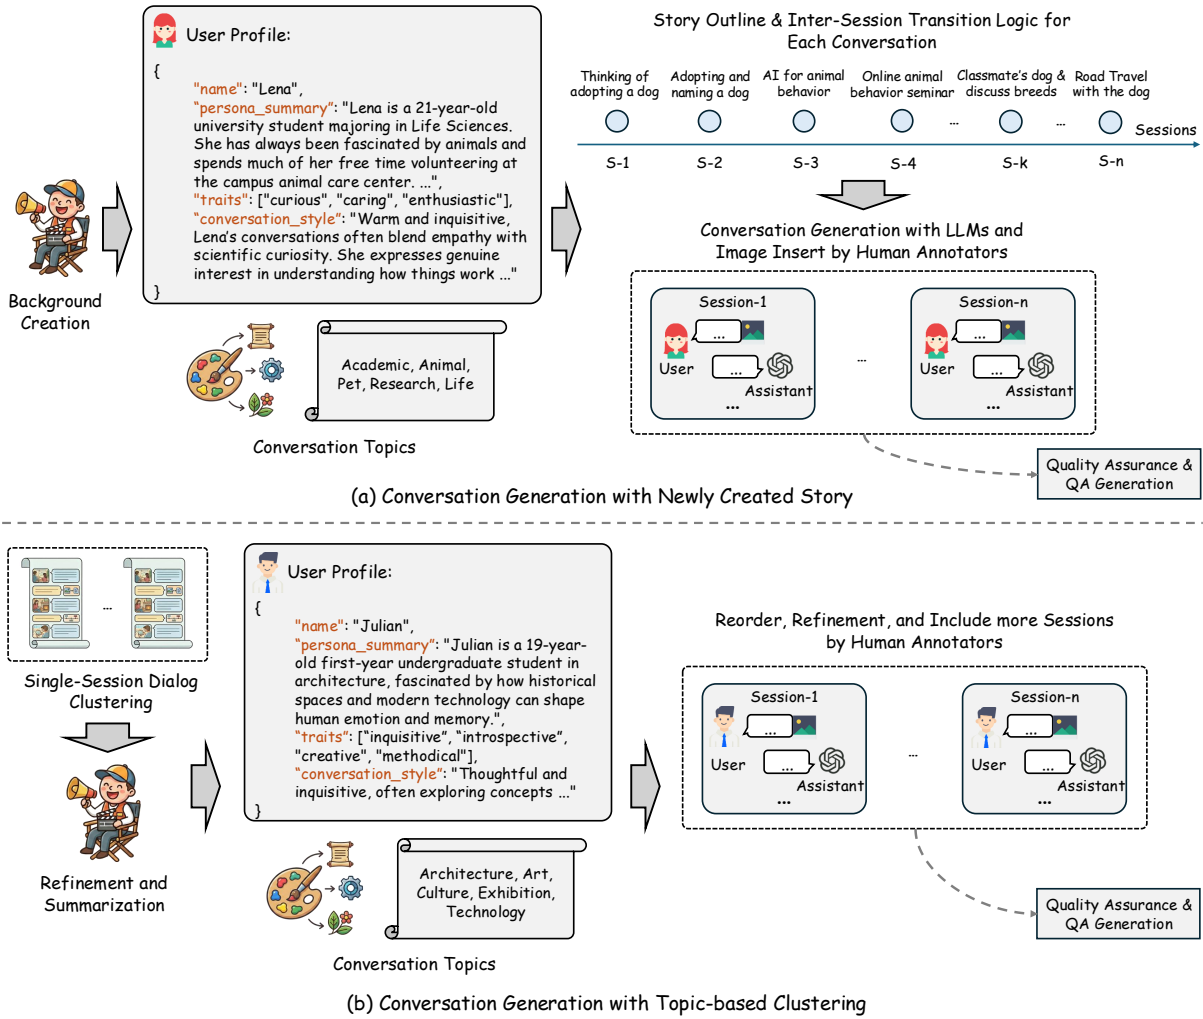 User Profile:
{
"name": "Lena",
"persona_summary": "Lena is a 21-year-old
university student majoring in Life Sciences.
She has always been fascinated by animals and
spends much of her free time volunteering at
the campus animal care center. ...",
"traits": ["curious", "caring", "enthusiastic"],
"conversation_style": "Warm and inquisitive,
Lena's conversations often blend empathy with
scientific curiosity. She expresses genuine
interest in understanding how things work ..."
}
Background
Creation
Academic, Animal,
Pet, Research, Life
Conversation Topics
Story Outline & Inter-Session Transition Logic for
Each Conversation
Thinking of
adopting a dog
Adopting and
naming a dog
AI for animal
behavior
Online animal
behavior seminar
...
Classmate's dog &
discuss breeds
...
Road Travel
with the dog
Sessions
S-1
S-2
S-3
S-4
S-k
S-n
Conversation Generation with LLMs and
Image Insert by Human Annotators
Session-1
...
User
...
Assistant
...
...
Session-n
...
User
...
Assistant
...
Quality Assurance &
QA Generation
(a) Conversation Generation with Newly Created Story
...
Single-Session Dialog
Clustering
Refinement and
Summarization
User Profile:
{
"name": "Julian",
"persona_summary": "Julian is a 19-year-
old first-year undergraduate student in
architecture, fascinated by how historical
spaces and modern technology can shape
human emotion and memory.",
"traits": ["inquisitive", "introspective",
"creative", "methodical"],
"conversation_style": "Thoughtful and
inquisitive, often exploring concepts ..."
}
Architecture, Art,
Culture, Exhibition,
Technology
Conversation Topics
Reorder, Refinement, and Include more Sessions
by Human Annotators
Session-1
...
User
...
Assistant
...
...
Session-n
...
User
...
Assistant
...
Quality Assurance &
QA Generation
(b) Conversation Generation with Topic-based Clustering